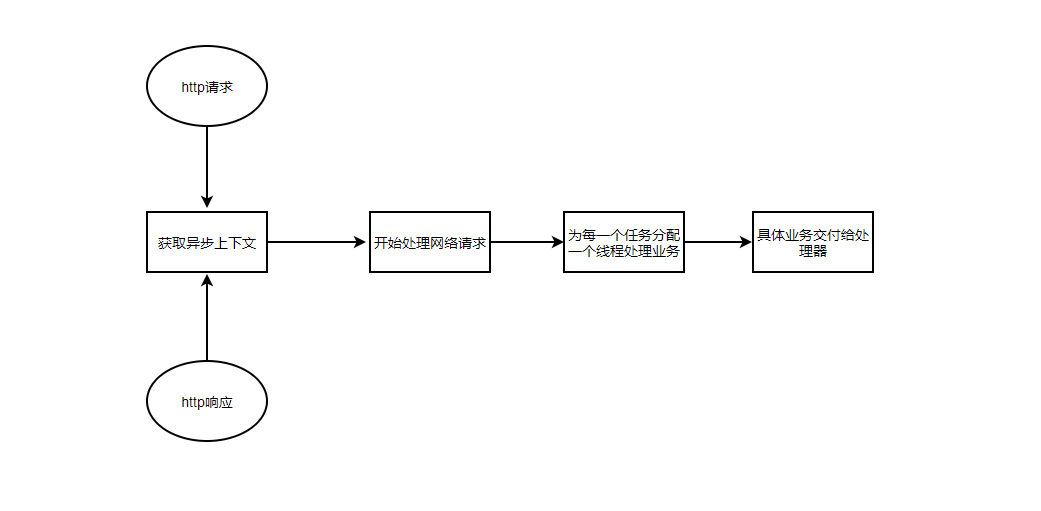 http请求
获取异步上下文
开始处理网络请求
为每一个任务分配
一个线程处理业务
具体业务交付给处
理器
http响应